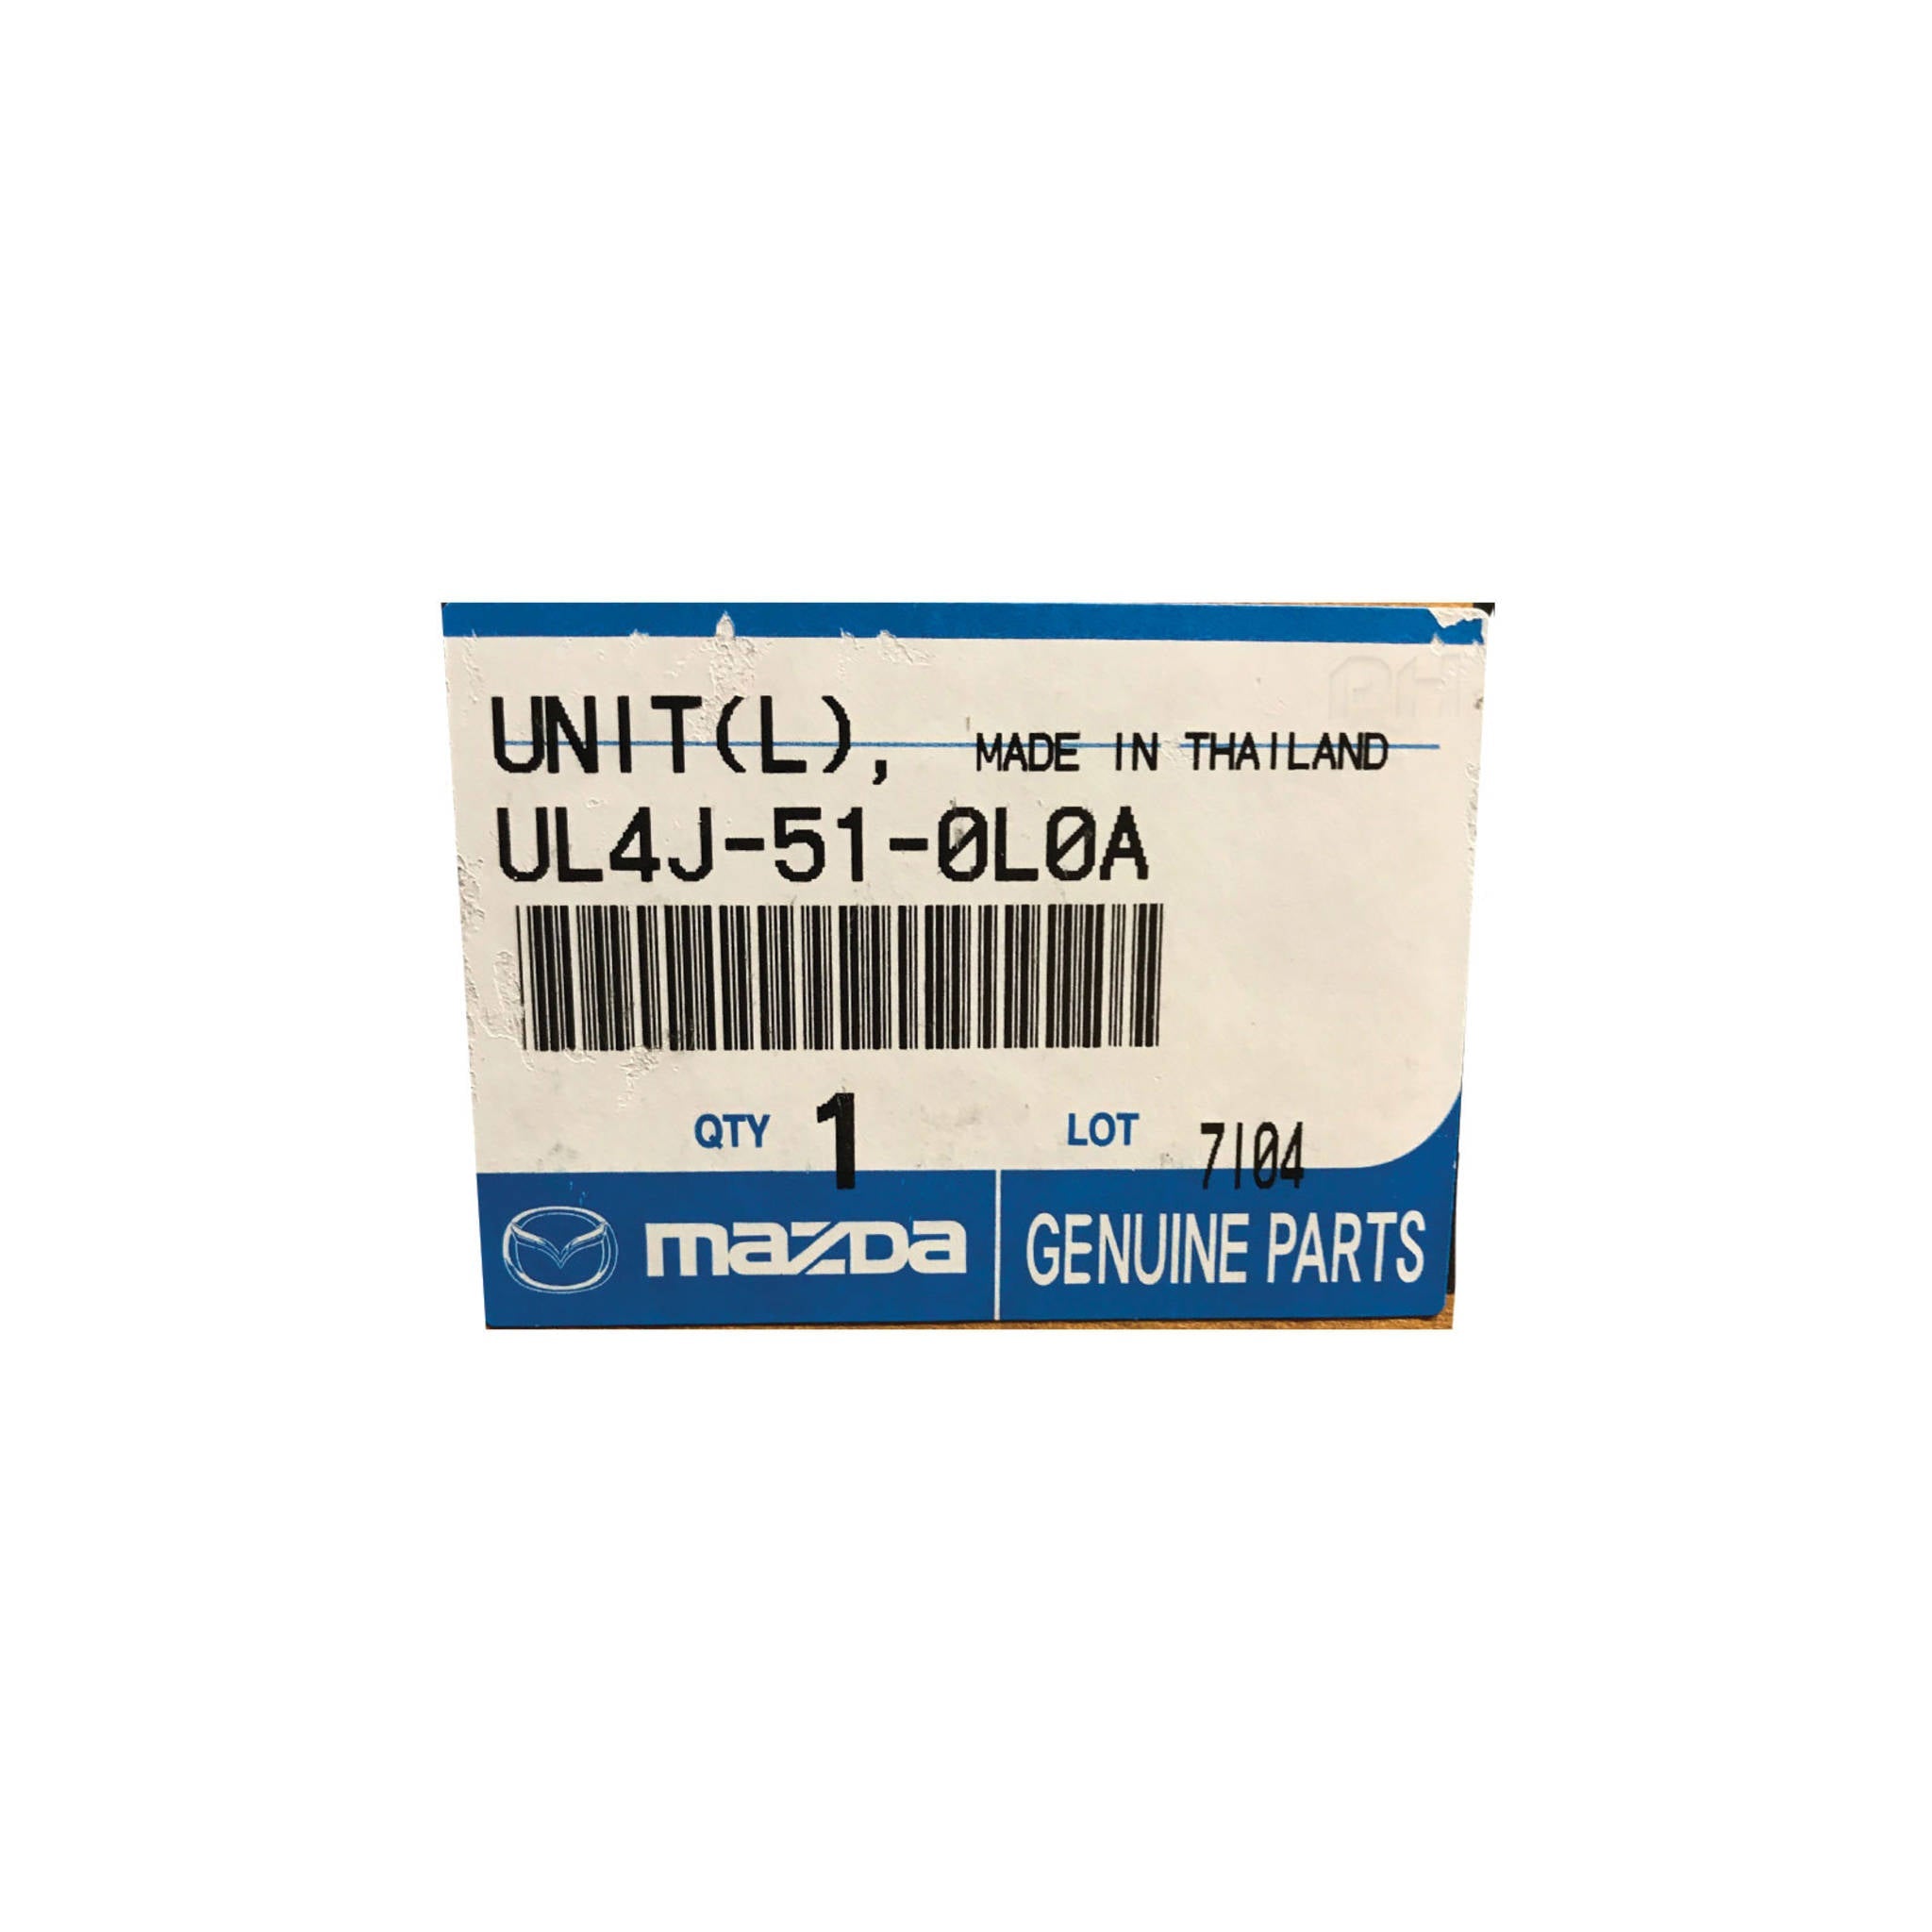 UNIT(L), MADE IN THAILAND
UL4J-51-0L0A
QTY 1 LOT 7I04
mazda GENUINE PARTS